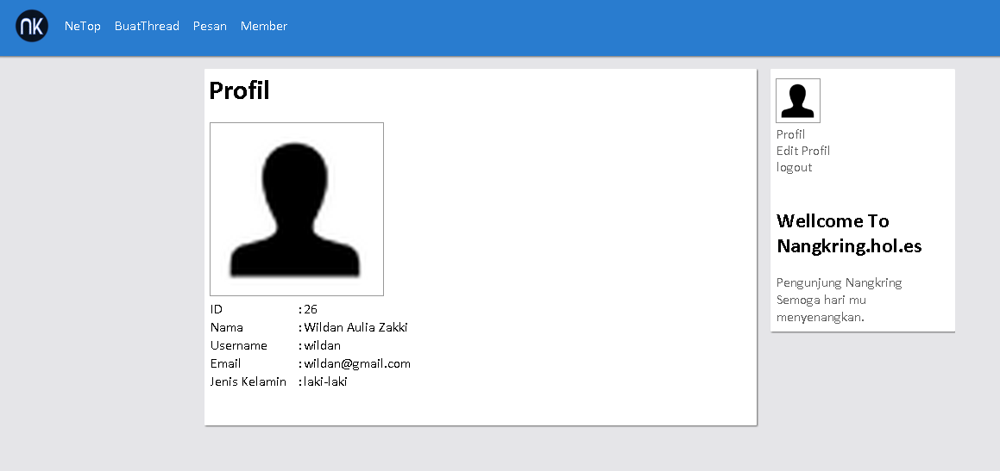 nk NeTop BuatThread Pesan Member
Profil
ID : 26
Nama : Wildan Aulia Zakki
Username : wildan
Email : wildan@gmail.com
Jenis Kelamin : laki-laki
Profil
Edit Profil
logout
Wellcome To
Nangkring.hol.es
Pengunjung Nangkring
Semoga hari mu
menyenangkan.